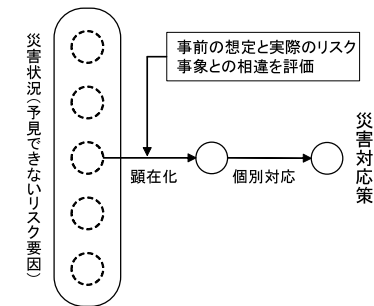 災害状況(予見できないリスク要因)
事前の想定と実際のリスク
事象との相違を評価
顕在化
個別対応
災害対応策